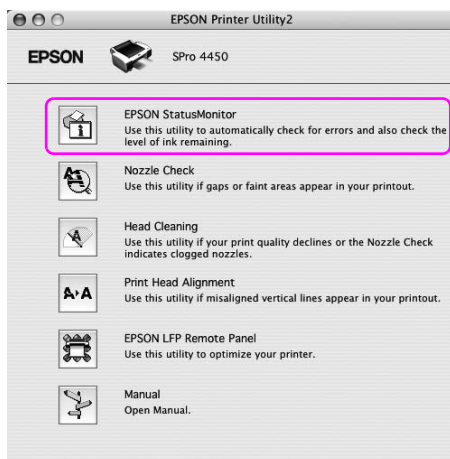 EPSON Printer Utility2
EPSON SPro 4450
EPSON StatusMonitor
Use this utility to automatically check for errors and also check the
level of ink remaining.
Nozzle Check
Use this utility if gaps or faint areas appear in your printout.
Head Cleaning
Use this utility if your print quality declines or the Nozzle Check
indicates clogged nozzles.
A▸A Print Head Alignment
Use this utility if misaligned vertical lines appear in your printout.
EPSON LFP Remote Panel
Use this utility to optimize your printer.
Manual
Open Manual.